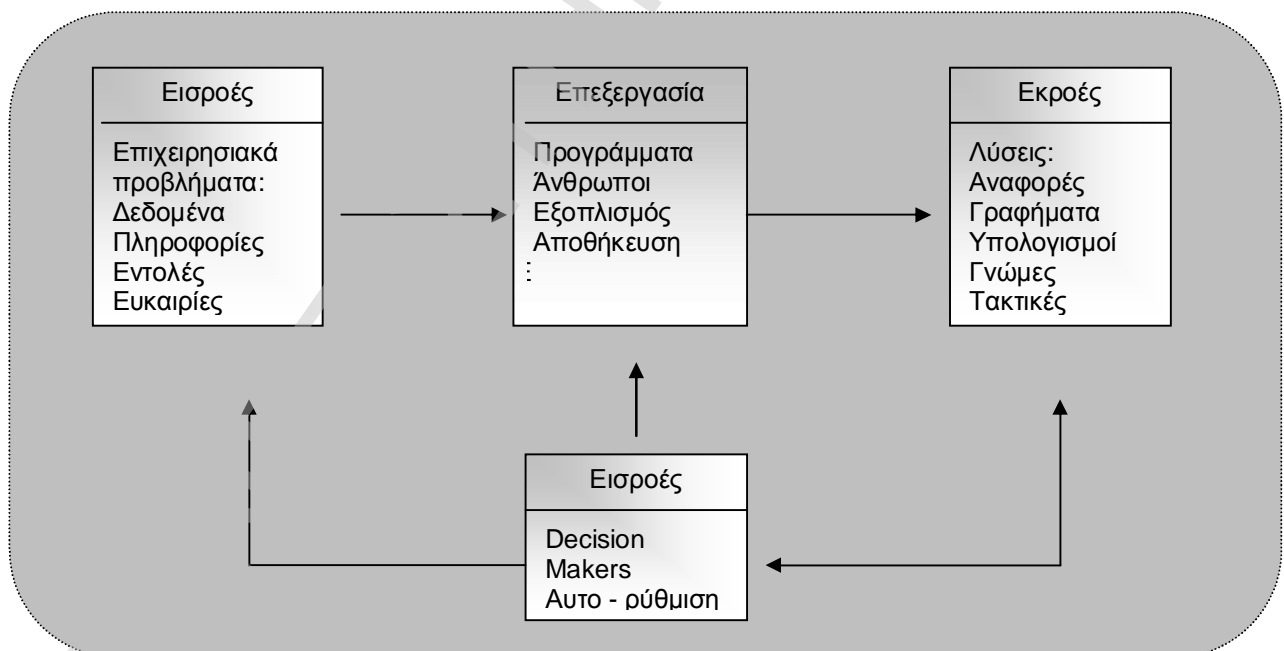 Εισροές
Επιχειρησιακά
προβλήματα:
Δεδομένα
Πληροφορίες
Εντολές
Ευκαιρίες
Επεξεργασία
Προγράμματα
Άνθρωποι
Εξοπλισμός
Αποθήκευση
Εκροές
Λύσεις:
Αναφορές
Γραφήματα
Υπολογισμοί
Γνώμες
Τακτικές
Εισροές
Decision
Makers
Αυτο - ρύθμιση